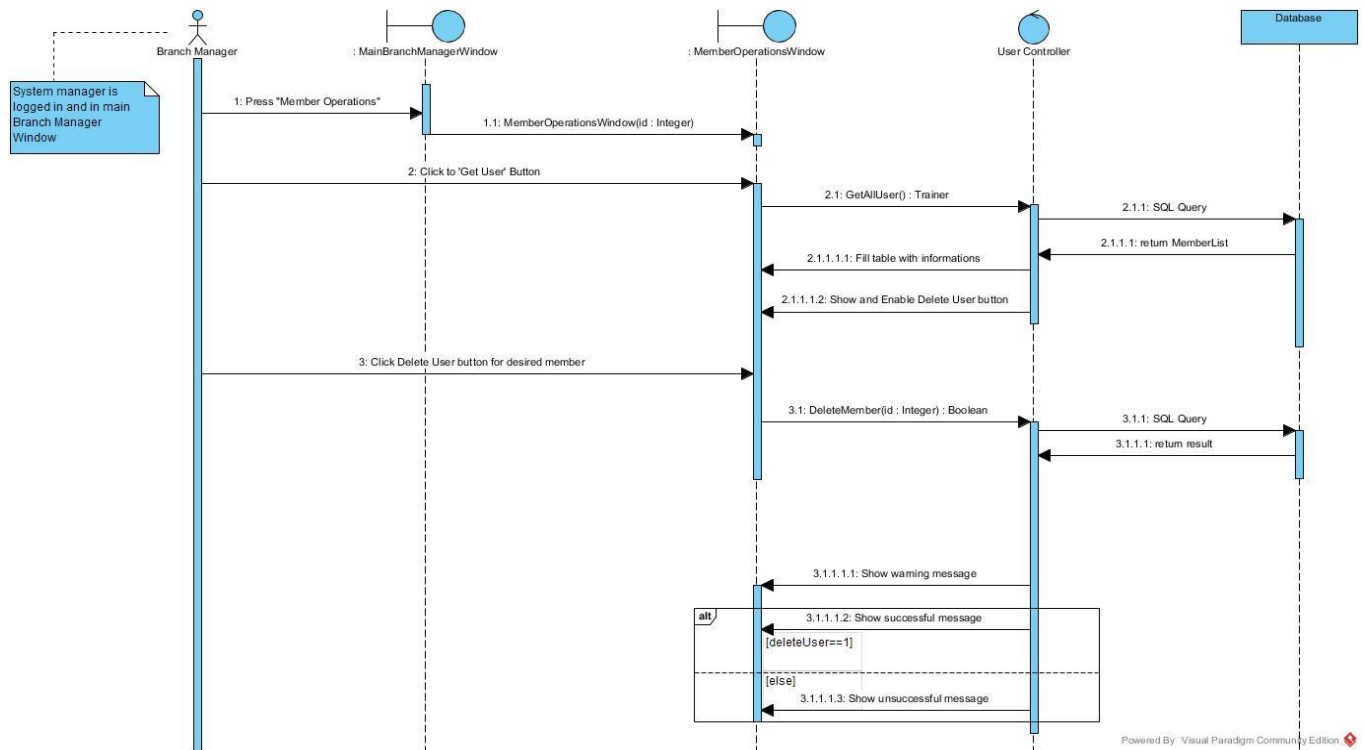 Branch Manager
: MainBranchManagerWindow
: MemberOperationsWindow
User Controller
Database
System manager is
logged in and in main
Branch Manager
Window
1: Press "Member Operations"
1.1: MemberOperationsWindow(id : Integer)
2: Click to 'Get User' Button
2.1: GetAllUser() : Trainer
2.1.1: SQL Query
2.1.1.1: return MemberList
2.1.1.1.1: Fill table with informations
2.1.1.1.2: Show and Enable Delete User button
3: Click Delete User button for desired member
3.1: DeleteMember(id : Integer) : Boolean
3.1.1: SQL Query
3.1.1.1: return result
3.1.1.1.1: Show warning message
alt
3.1.1.1.2: Show successful message
[deleteUser==1]
[else]
3.1.1.1.3: Show unsuccessful message
Powered By Visual Paradigm Community Edition